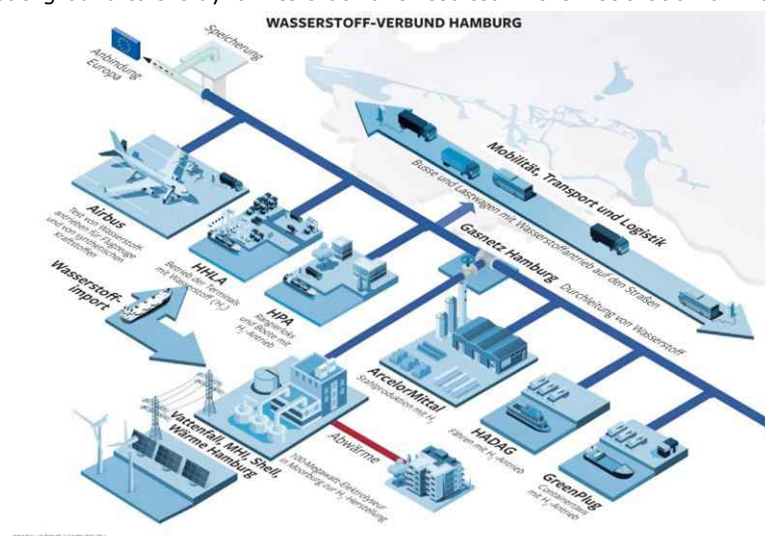 WASSERSTOFF-VERBUND HAMBURG
Speicherung
Anbindung
Europa
Mobilität, Transport und Logistik
Busse und Lastwagen mit Wasserstoffantrieb auf den Straßen
Airbus
Test von Wasserstoff-
antrieben für Flugzeuge
und von synthetischen
Kraftstoffen
HHLA
Betrieb der Terminals
mit Wasserstoff (H₂)
HPA
Rangierloks
und Boote mit
H₂-Antrieb
Gasnetz Hamburg
Durchleitung von Wasserstoff
Wasserstoff-
import
ArcelorMittal
Stahlproduktion mit H₂
HADAG
Fähren mit H₂-Antrieb
GreenPlug
Containertaxis
mit H₂-Antrieb
Vattenfall, MHI, Shell,
Wärme Hamburg
100-Megawatt-Elektrolyseur
in Moorburg zur H₂-Herstellung
Abwärme